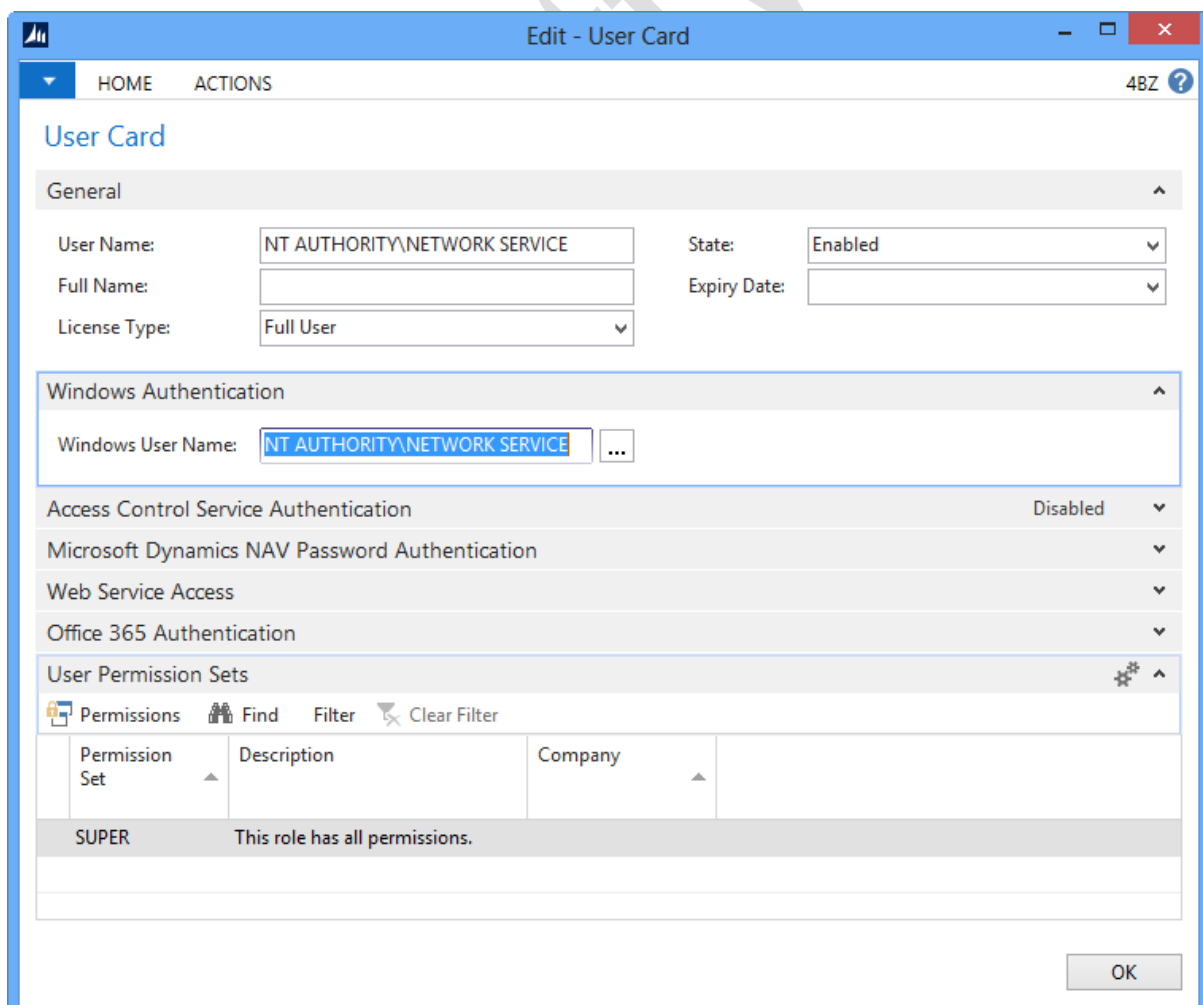 Edit - User Card
HOME ACTIONS 4BZ ?
User Card
General
User Name: NT AUTHORITY\NETWORK SERVICE State: Enabled
Full Name: Expiry Date:
License Type: Full User
Windows Authentication
Windows User Name: NT AUTHORITY\NETWORK SERVICE ...
Access Control Service Authentication Disabled
Microsoft Dynamics NAV Password Authentication
Web Service Access
Office 365 Authentication
User Permission Sets
Permissions Find Filter Clear Filter
Permission Description Company
Set
SUPER This role has all permissions.
OK